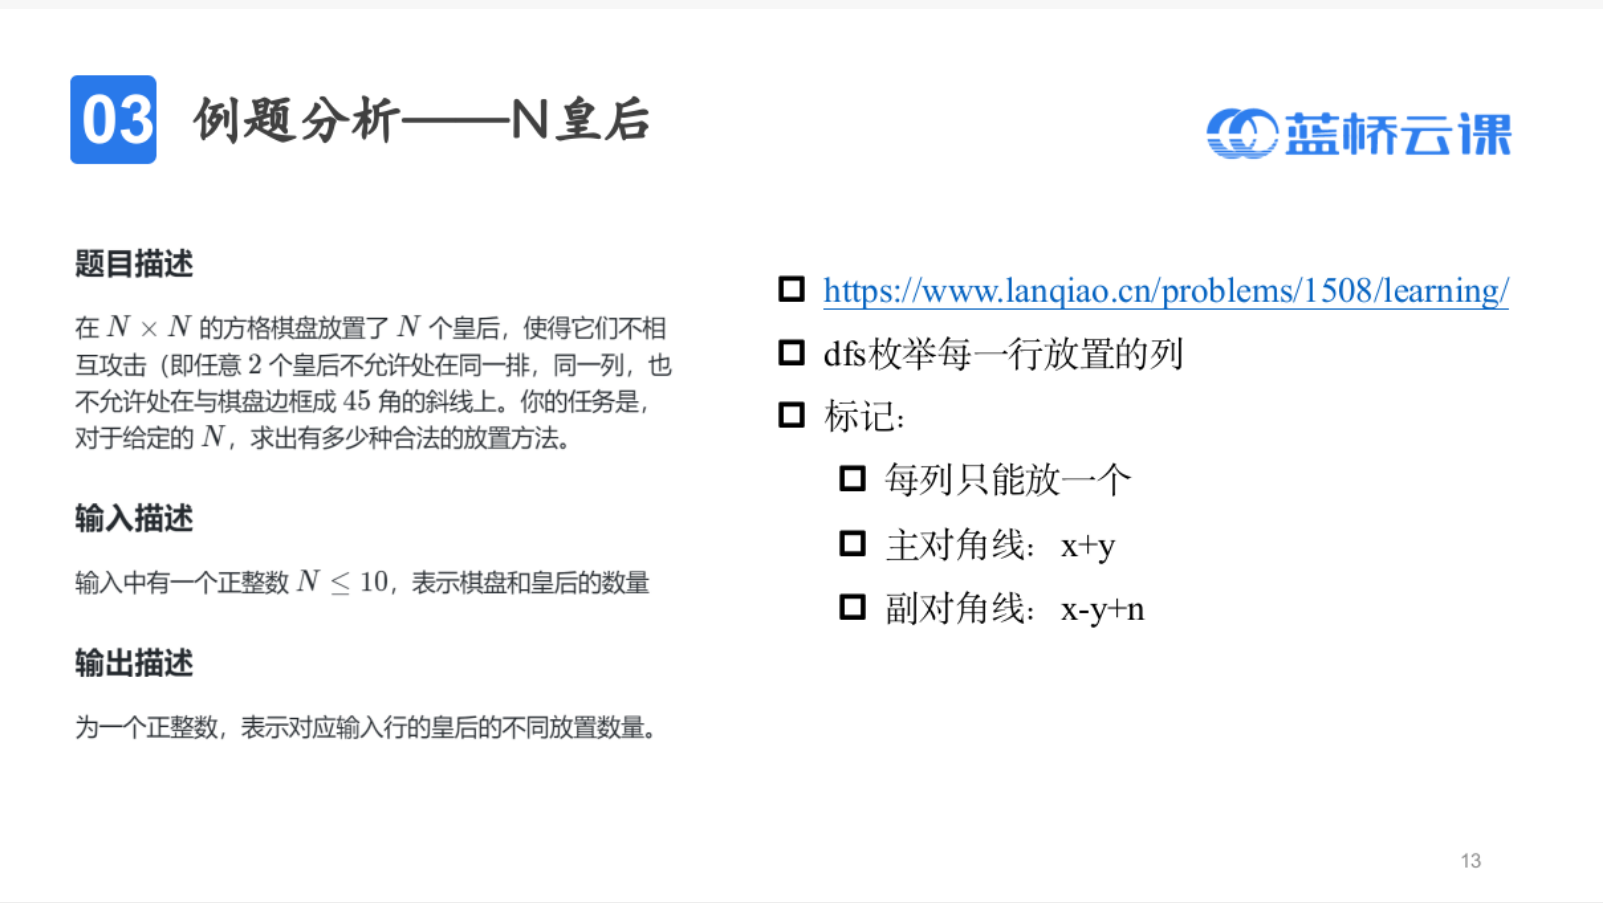 03 例题分析——N皇后
蓝桥云课
题目描述
在 N × N 的方格棋盘放置了 N 个皇后，使得它们不相
互攻击（即任意 2 个皇后不允许处在同一排，同一列，也
不允许处在与棋盘边框成 45 角的斜线上。你的任务是，
对于给定的 N，求出有多少种合法的放置方法。
输入描述
输入中有一个正整数 N ≤ 10，表示棋盘和皇后的数量
输出描述
为一个正整数，表示对应输入行的皇后的不同放置数量。
https://www.lanqiao.cn/problems/1508/learning/
dfs枚举每一行放置的列
标记：
每列只能放一个
主对角线：x+y
副对角线：x-y+n
13